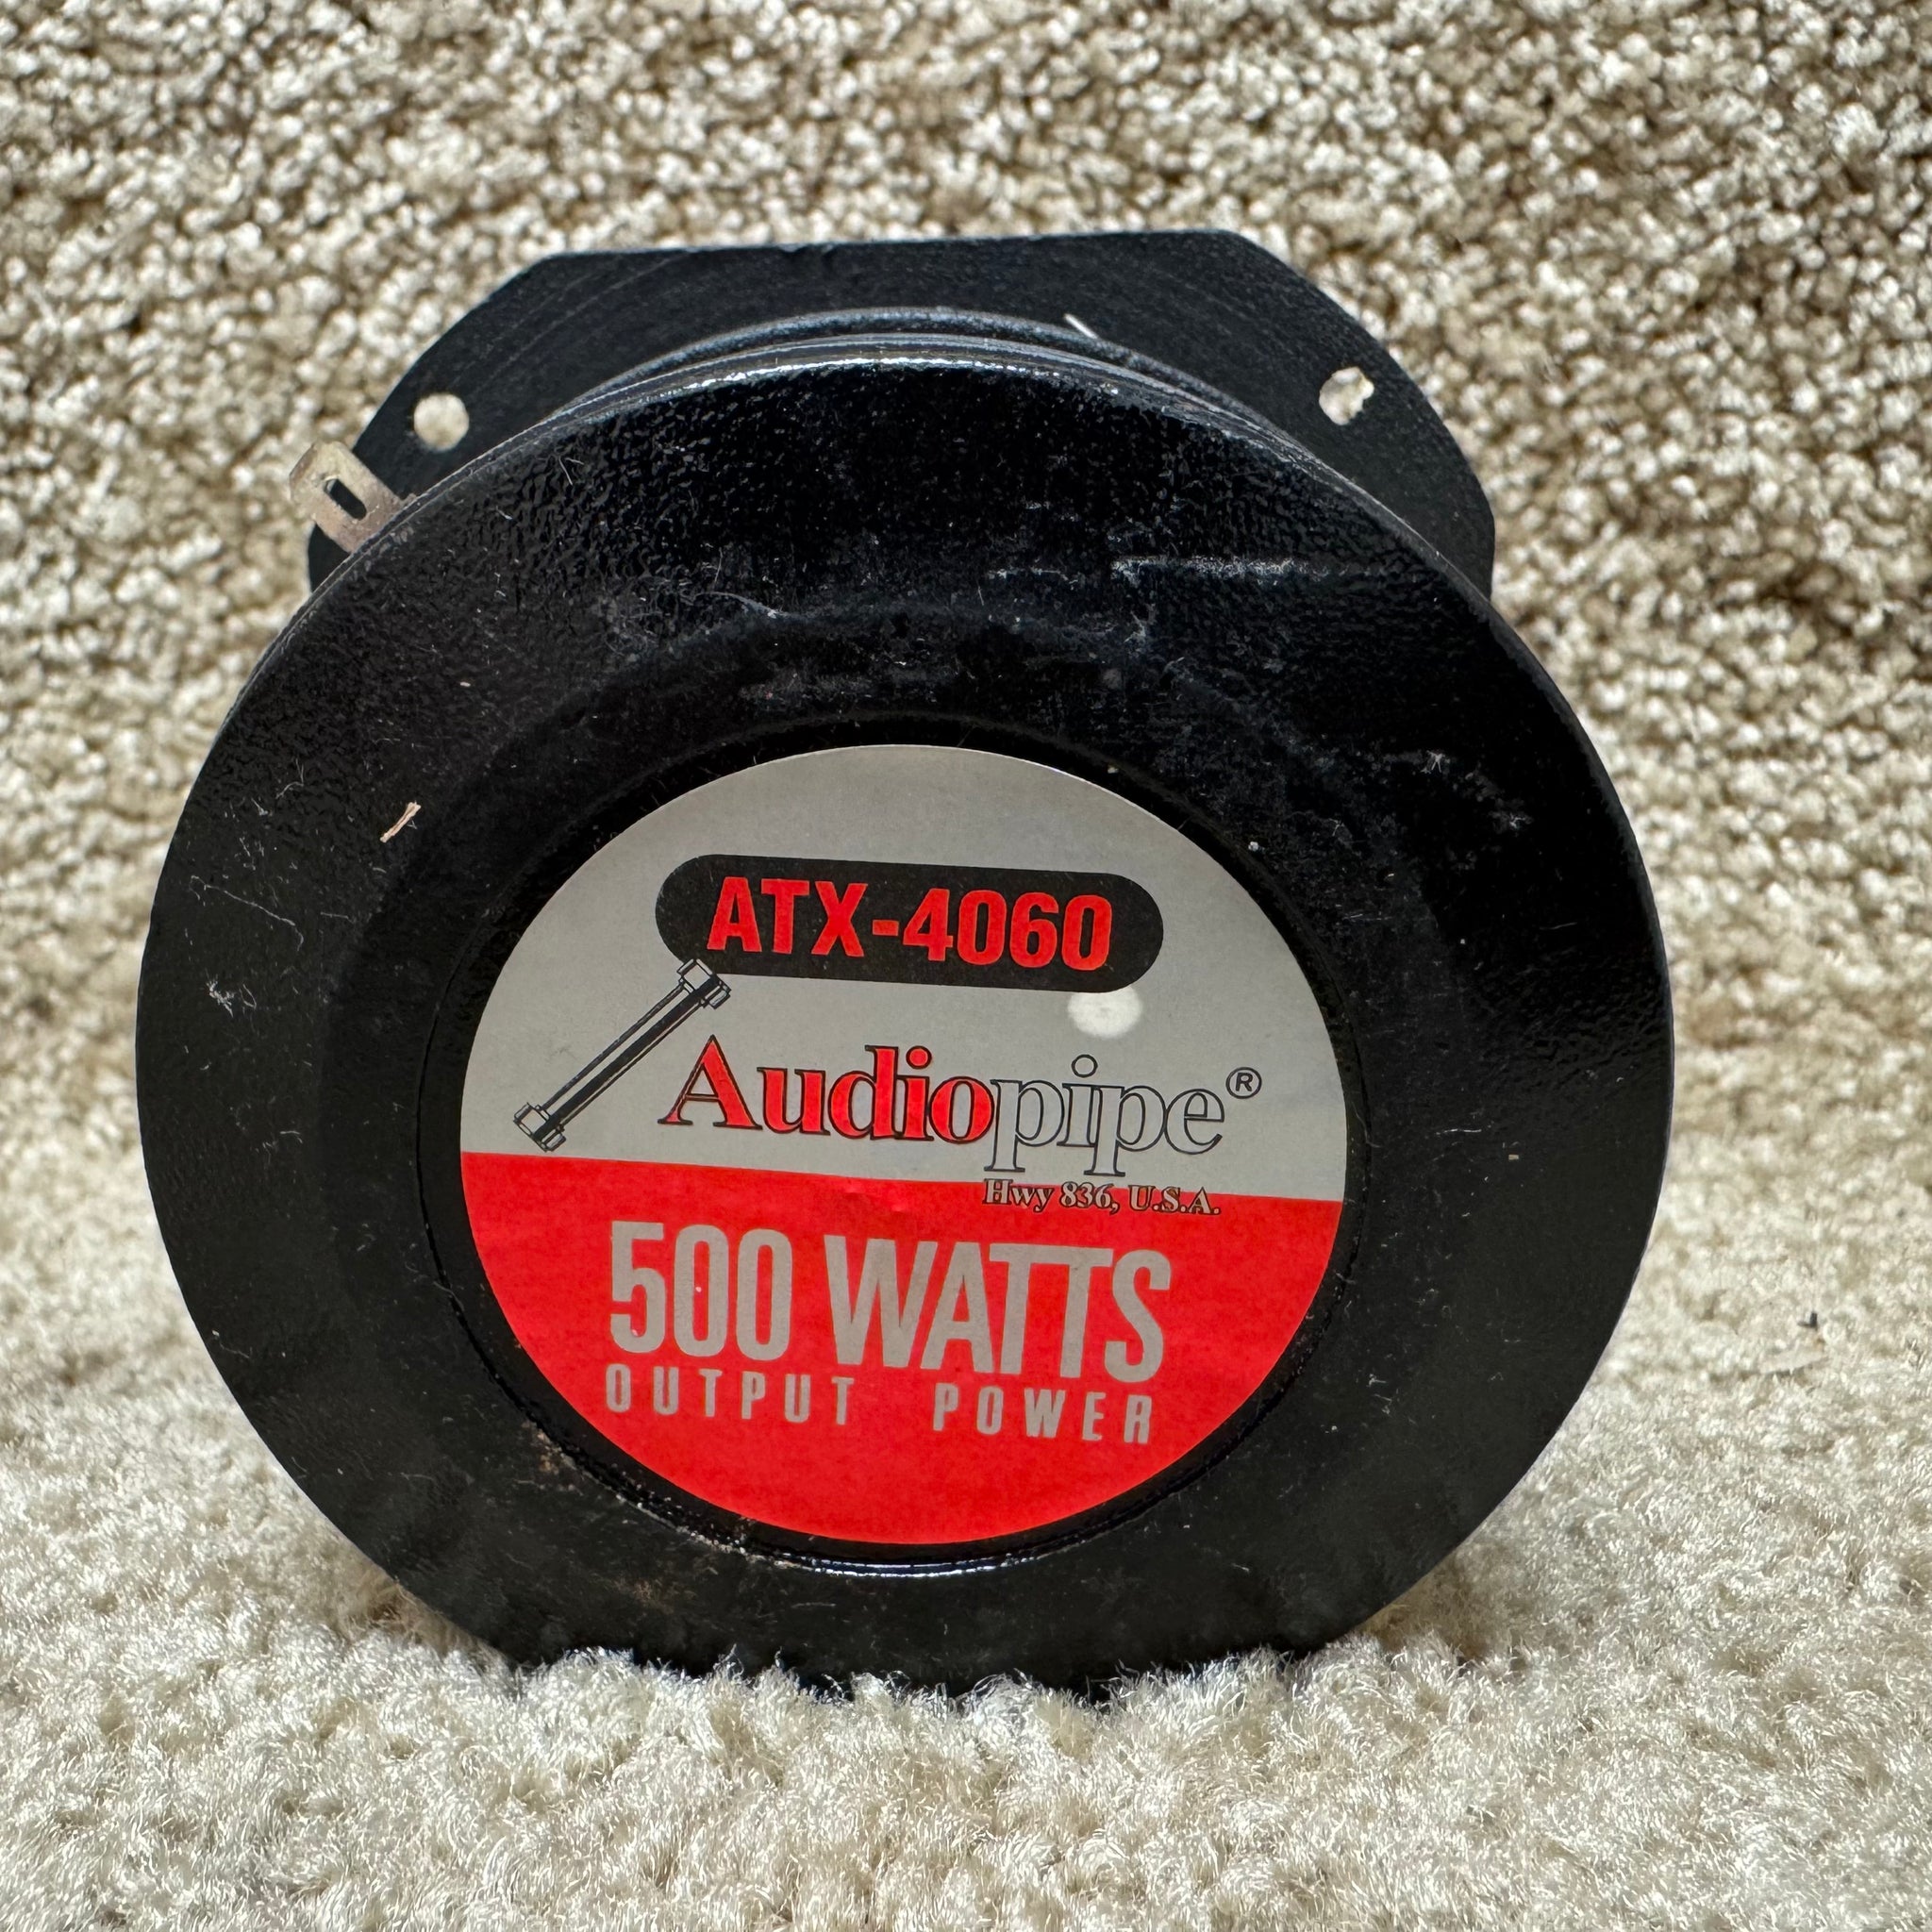 ATX-4060
Audiopipe®
Hwy 836, U.S.A.
500 WATTS
OUTPUT POWER